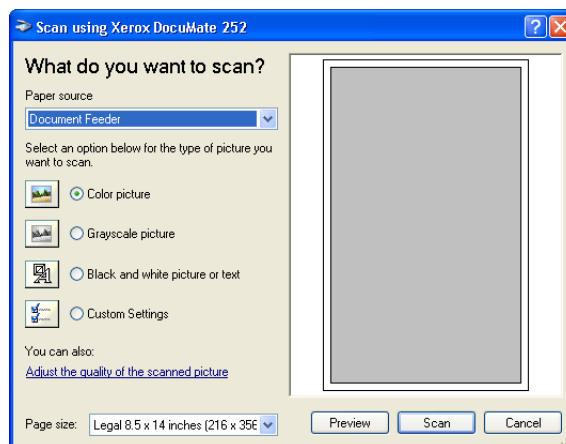 Scan using Xerox DocuMate 252
What do you want to scan?
Paper source
Document Feeder
Select an option below for the type of picture you
want to scan.
Color picture
Grayscale picture
Black and white picture or text
Custom Settings
You can also:
Adjust the quality of the scanned picture
Page size:
Legal 8.5 x 14 inches (216 x 356
Preview
Scan
Cancel